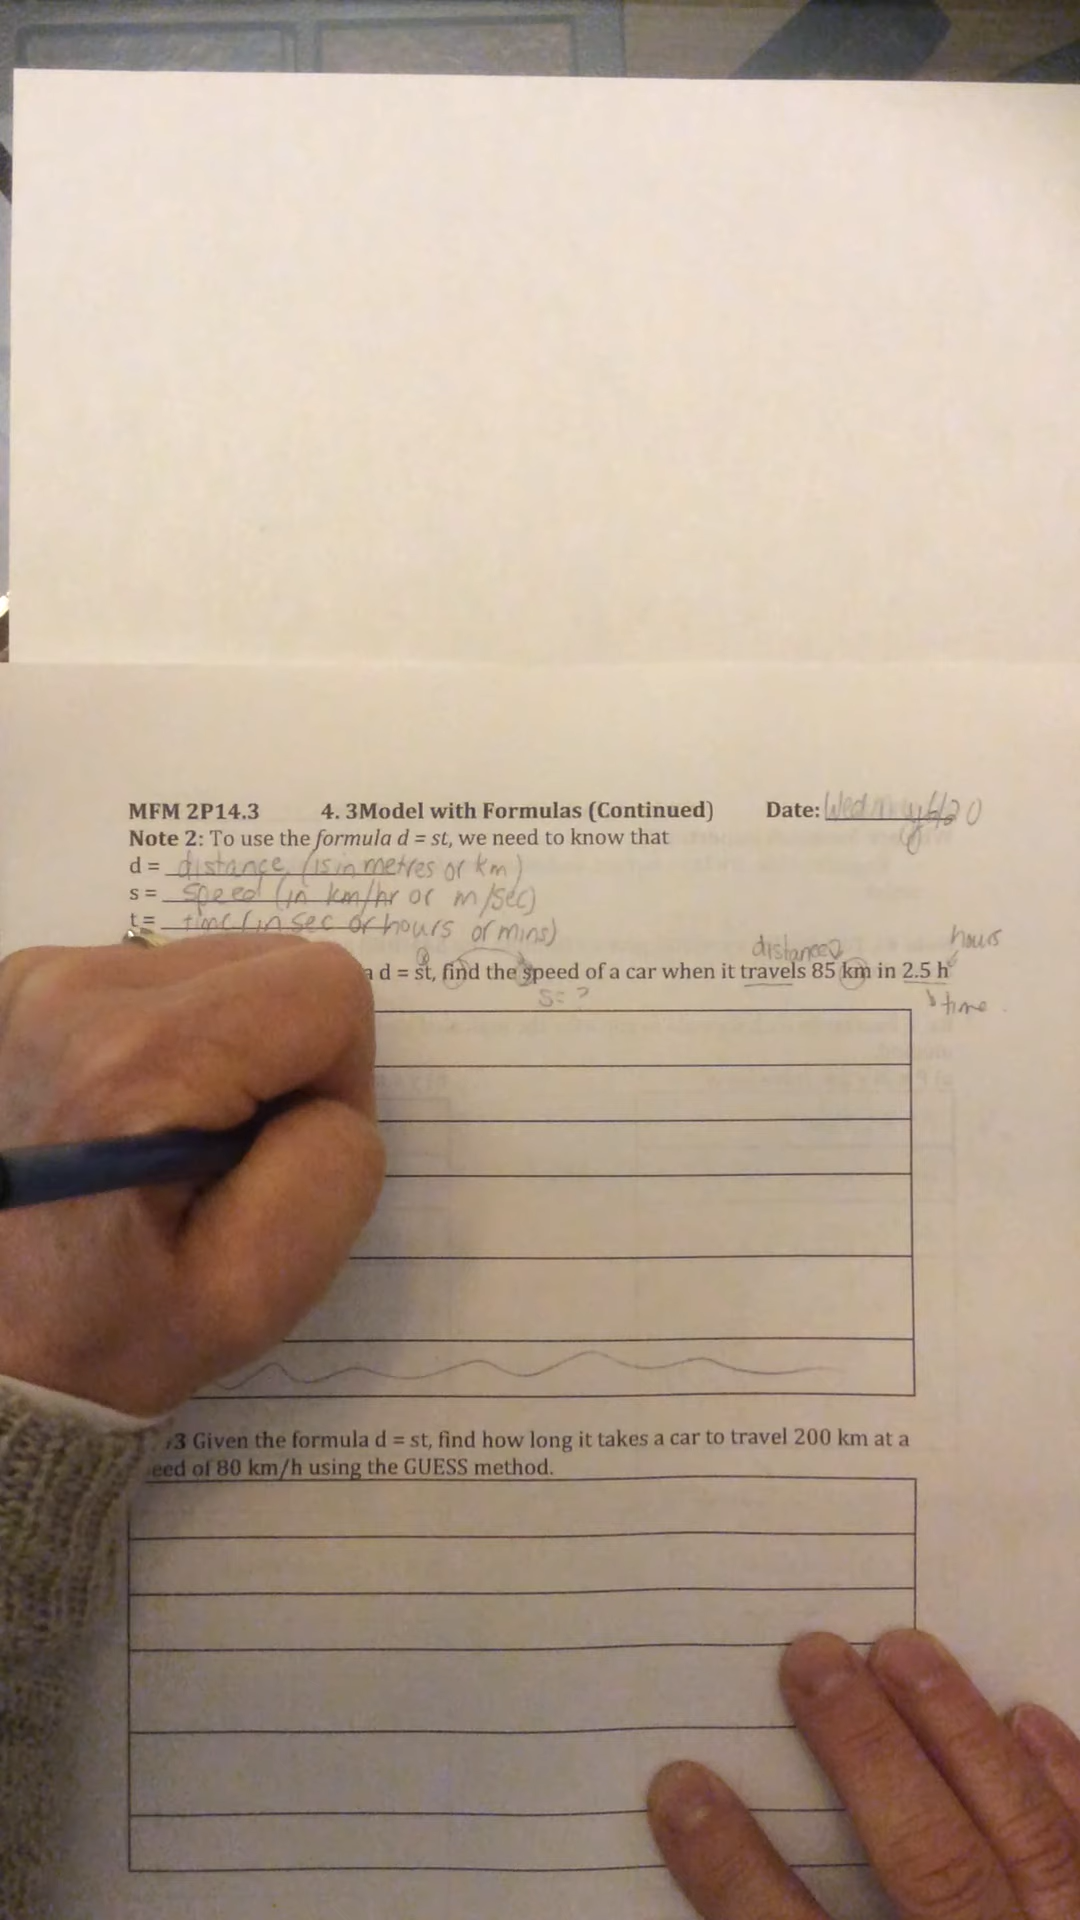 MFM 2P14.3 4. 3Model with Formulas (Continued) Date: Wed
Note 2: To use the formula d = st, we need to know that
d = distance (is in metres or km)
s = speed (in km/hr or m/sec)
t = time (in sec or hours or mins)
distance hours
d = st, find the speed of a car when it travels 85 km in 2.5 h
s = ? time
3 Given the formula d = st, find how long it takes a car to travel 200 km at a
eed of 80 km/h using the GUESS method.